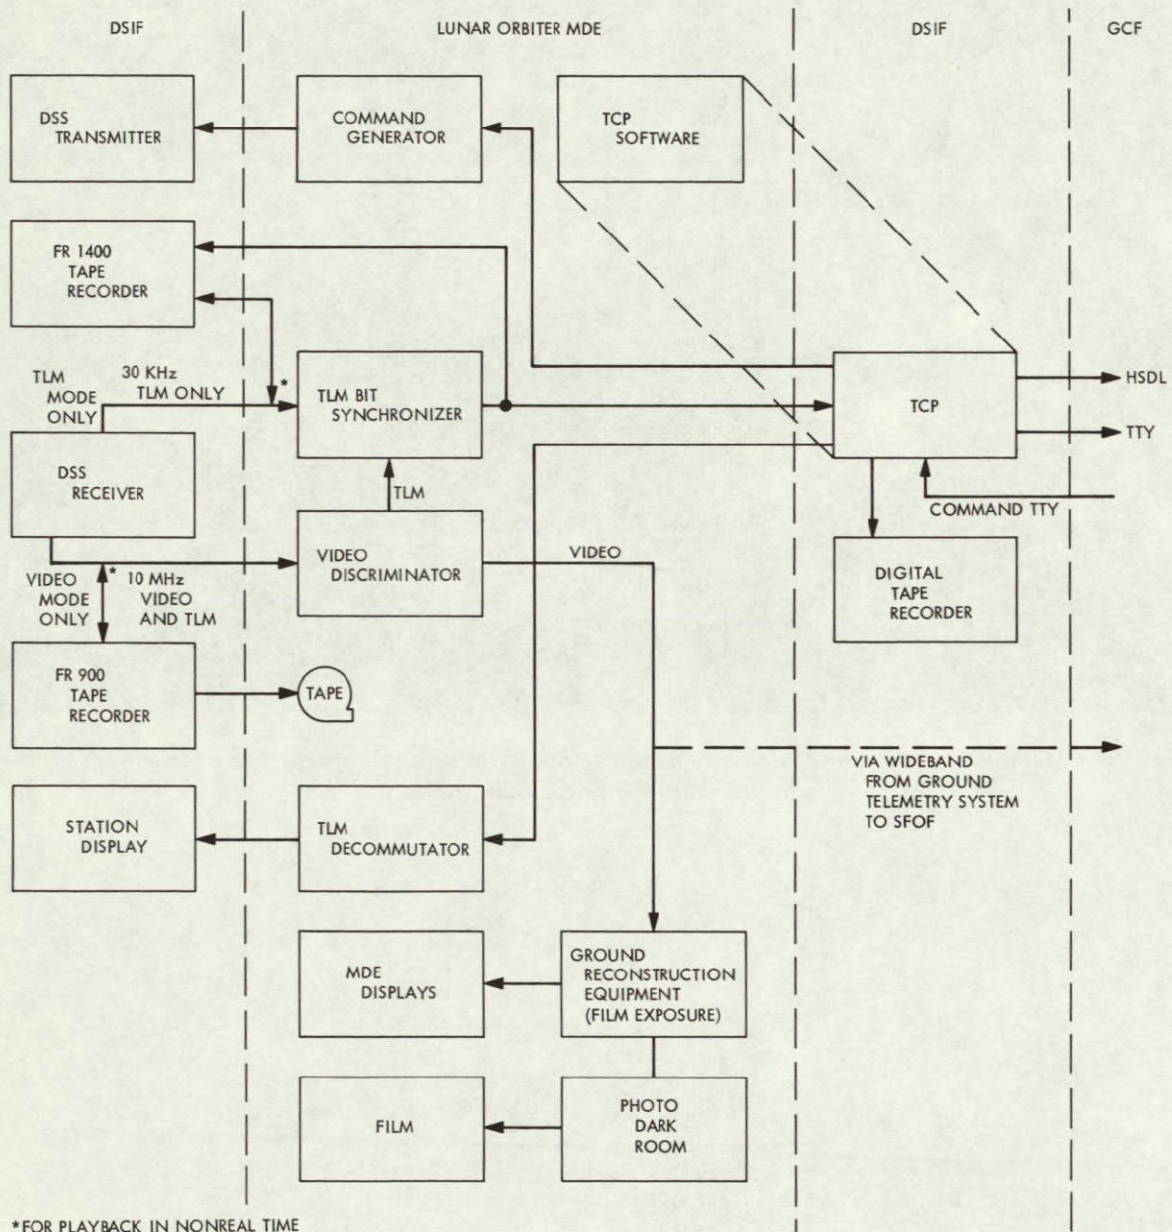 DSIF
LUNAR ORBITER MDE
DSIF
GCF
DSS
TRANSMITTER
COMMAND
GENERATOR
TCP
SOFTWARE
FR 1400
TAPE
RECORDER
TLM
MODE
ONLY
30 KHz
TLM ONLY
*
TLM BIT
SYNCHRONIZER
TCP
HSDL
TTY
DSS
RECEIVER
TLM
COMMAND TTY
VIDEO
MODE
ONLY
*
10 MHz
VIDEO
AND TLM
VIDEO
DISCRIMINATOR
VIDEO
DIGITAL
TAPE
RECORDER
FR 900
TAPE
RECORDER
TAPE
VIA WIDEBAND
FROM GROUND
TELEMETRY SYSTEM
TO SFOF
STATION
DISPLAY
TLM
DECOMMUTATOR
MDE
DISPLAYS
GROUND
RECONSTRUCTION
EQUIPMENT
(FILM EXPOSURE)
FILM
PHOTO
DARK
ROOM
*FOR PLAYBACK IN NONREAL TIME